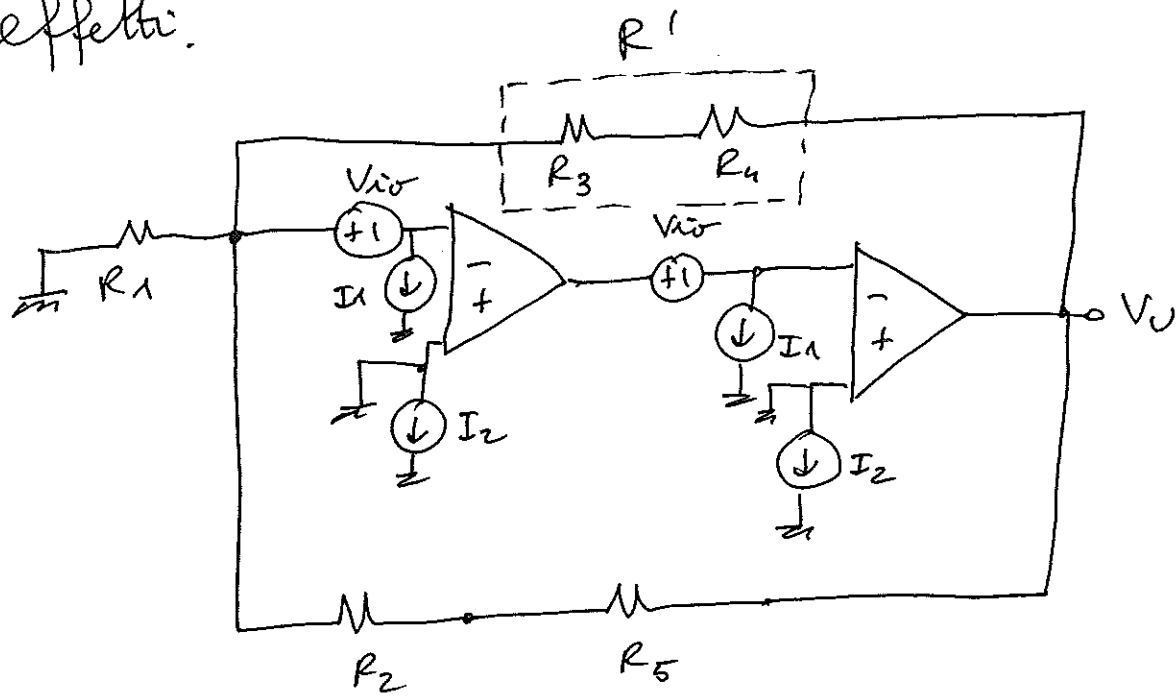 effetti.
R'
R3 R4
Vio
Vio
R1
I1
- +
I1
- +
Vu
I2
I2
R2 R5